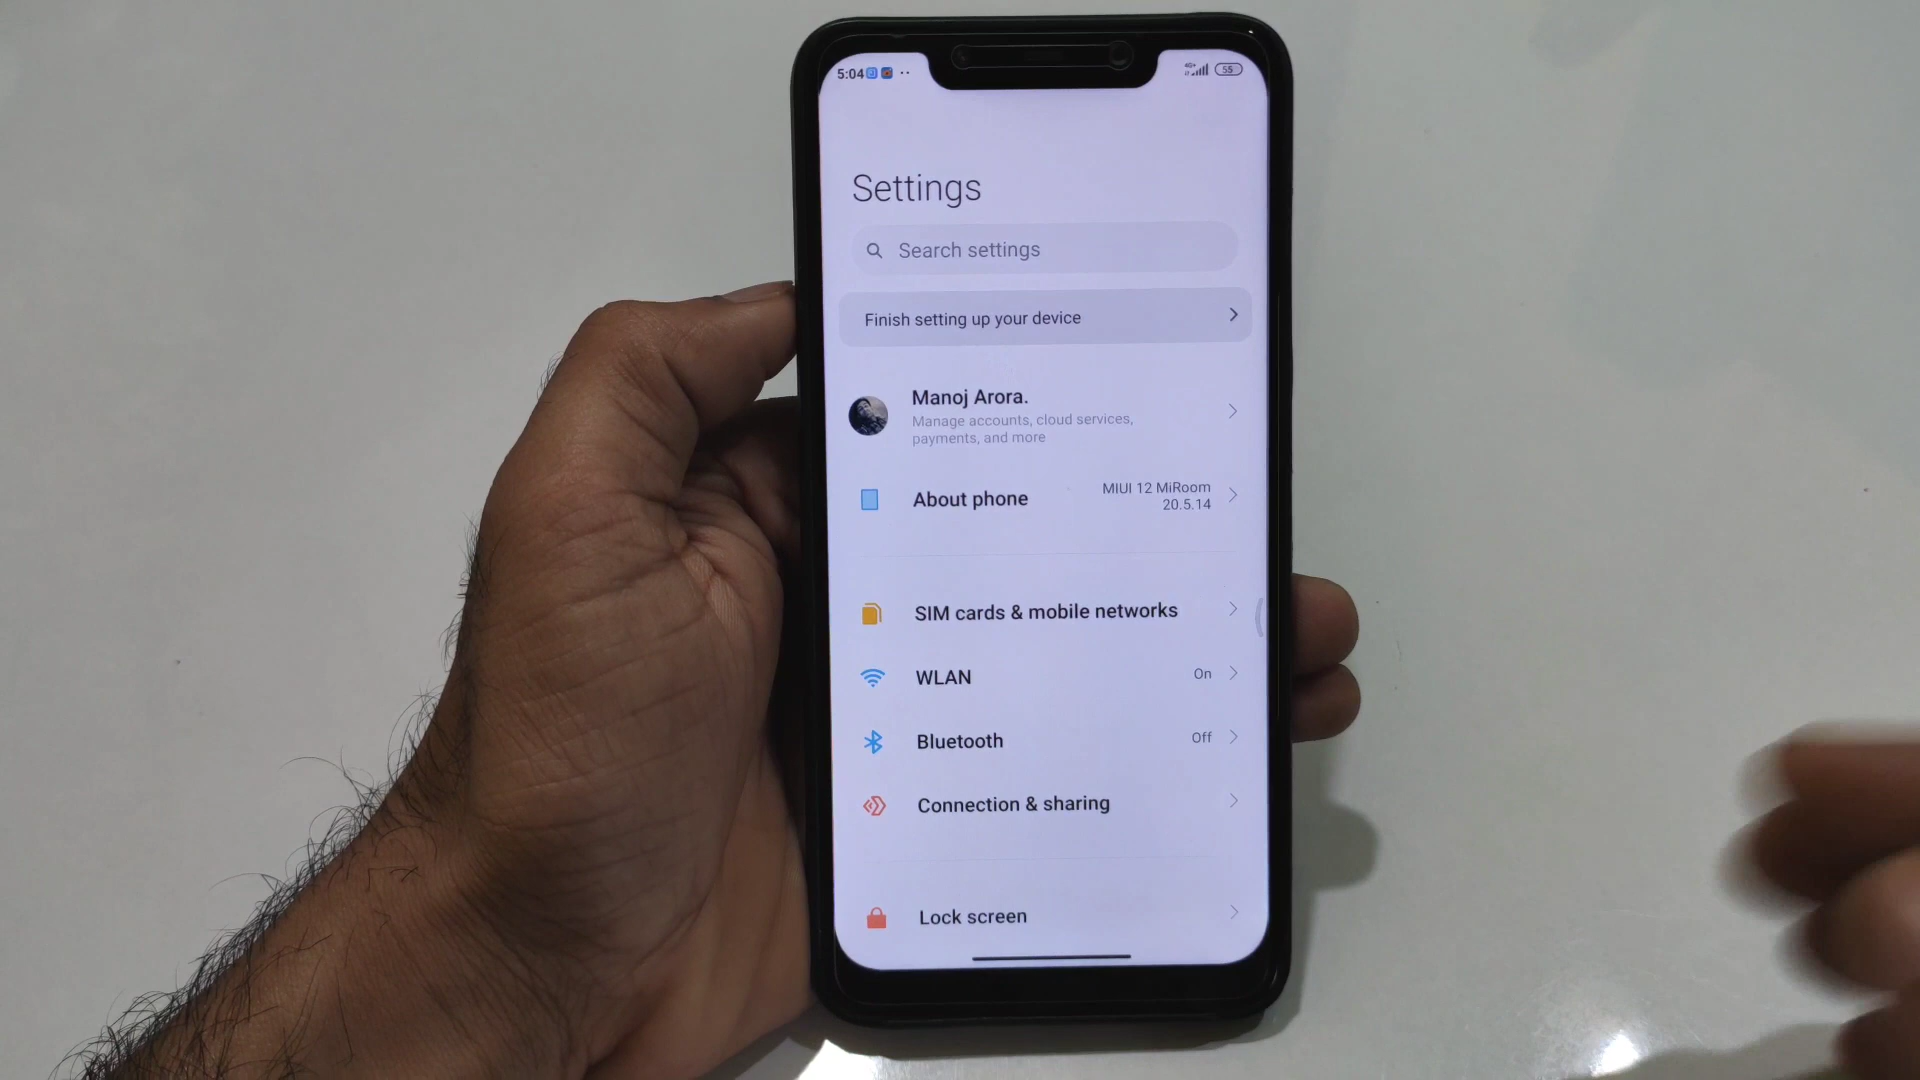 5:04
4G+
55
Settings
Search settings
Finish setting up your device
Manoj Arora.
Manage accounts, cloud services,
payments, and more
About phone
MIUI 12 MiRoom
20.5.14
SIM cards & mobile networks
WLAN
On
Bluetooth
Off
Connection & sharing
Lock screen